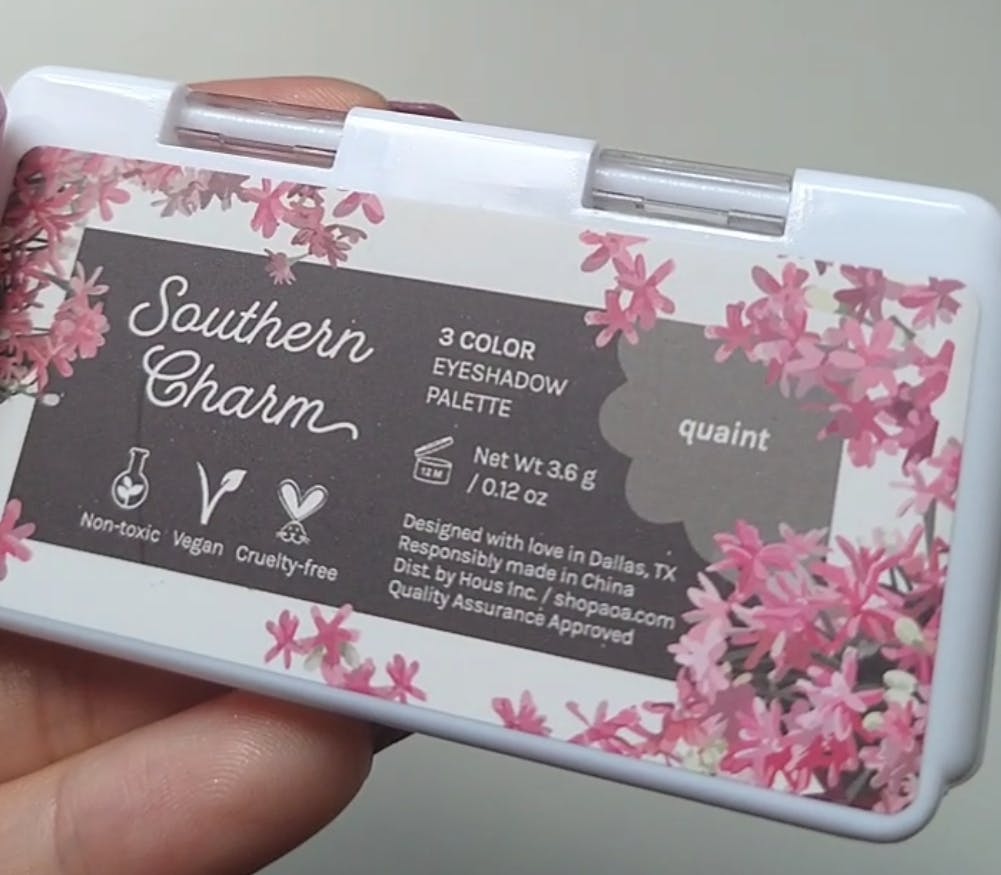 Southern
Charm
Non-toxic Vegan Cruelty-free
3 COLOR
EYESHADOW
PALETTE
12M
Net Wt 3.6 g
/ 0.12 oz
Designed with love in Dallas, TX
Responsibly made in China
Dist. by Hous Inc. / shopaoa.com
Quality Assurance Approved
quaint